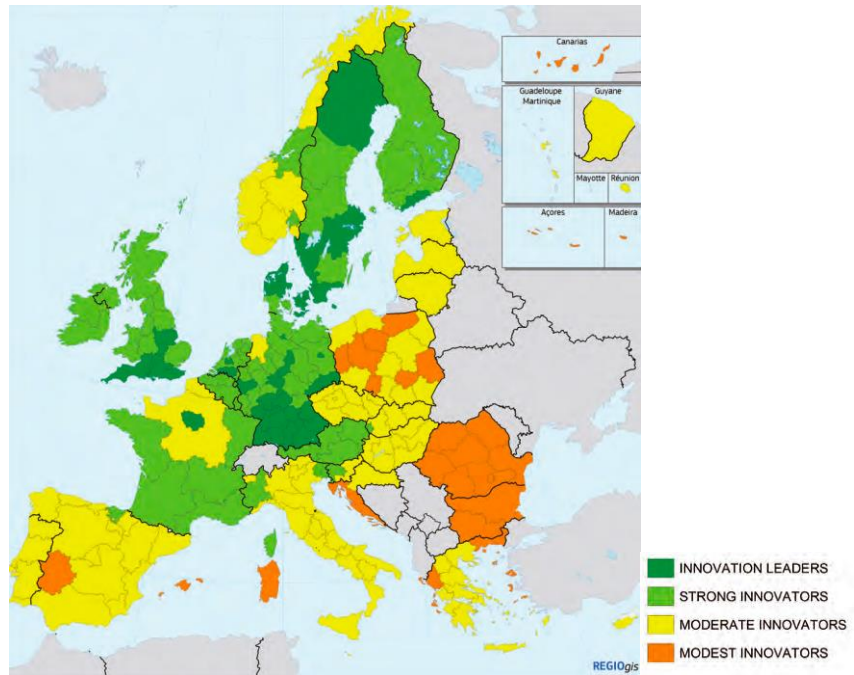 Canarias
Guadeloupe
Martinique
Guyane
Mayotte
Réunion
Açores
Madeira
INNOVATION LEADERS
STRONG INNOVATORS
MODERATE INNOVATORS
MODEST INNOVATORS
REGIOgis